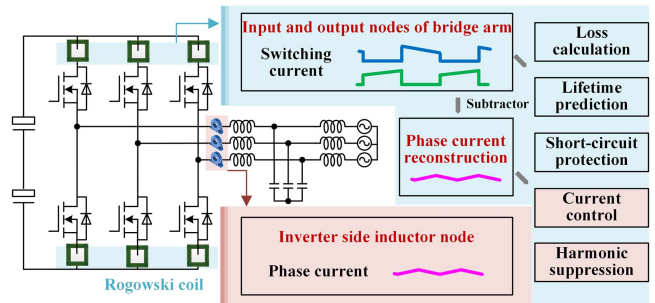 Input and output nodes of bridge arm
Switching
current
Subtractor
Phase current
reconstruction
Inverter side inductor node
Phase current
Rogowski coil
Loss
calculation
Lifetime
prediction
Short-circuit
protection
Current
control
Harmonic
suppression